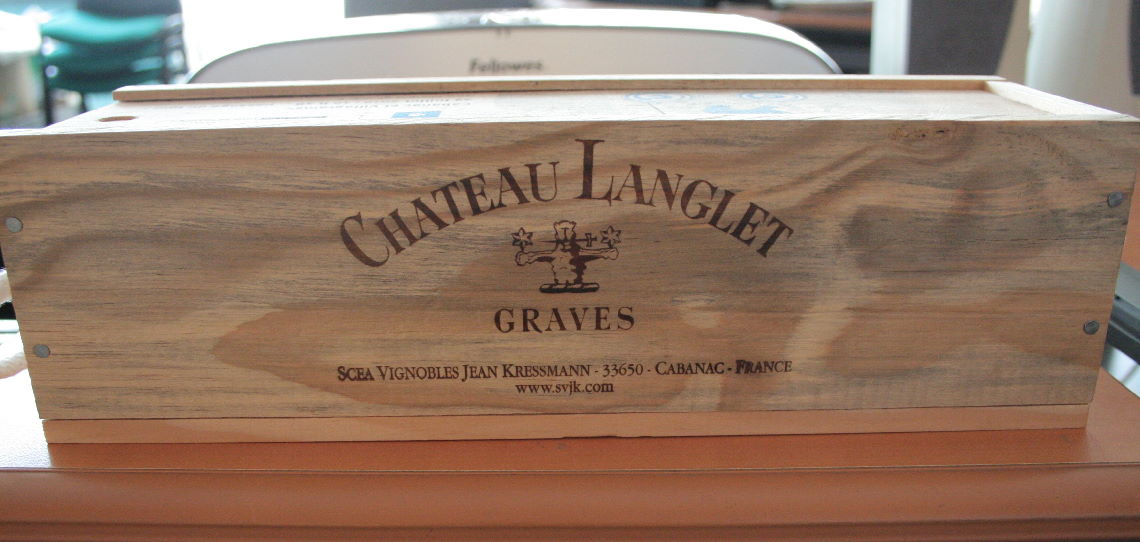 Fellowes
CHATEAU LANGLET
GRAVES
SCEA VIGNOBLES JEAN KRESSMANN - 33650 - CABANAC - FRANCE
www.svjk.com